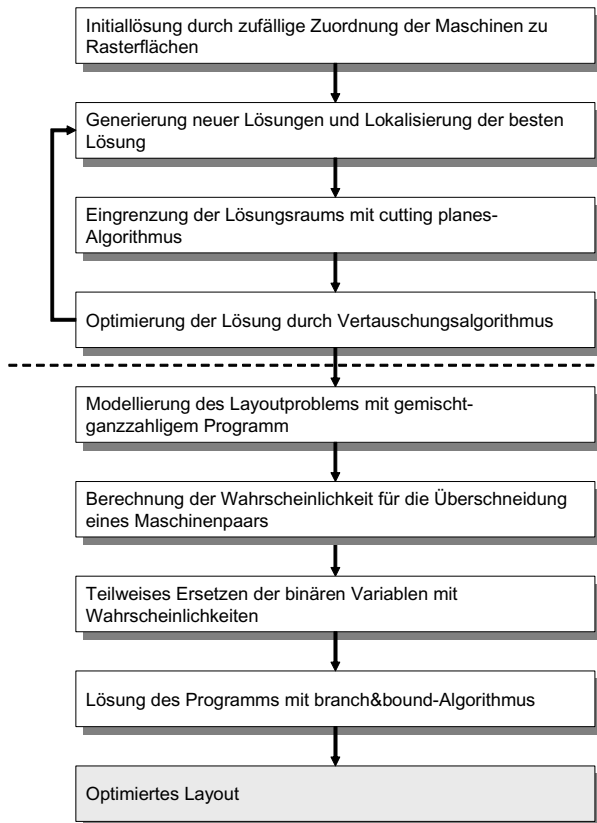 Initiallösung durch zufällige Zuordnung der Maschinen zu
Rasterflächen
Generierung neuer Lösungen und Lokalisierung der besten
Lösung
Eingrenzung der Lösungsraums mit cutting planes-
Algorithmus
Optimierung der Lösung durch Vertauschungsalgorithmus
Modellierung des Layoutproblems mit gemischt-
ganzzahligem Programm
Berechnung der Wahrscheinlichkeit für die Überschneidung
eines Maschinenpaars
Teilweises Ersetzen der binären Variablen mit
Wahrscheinlichkeiten
Lösung des Programms mit branch&bound-Algorithmus
Optimiertes Layout